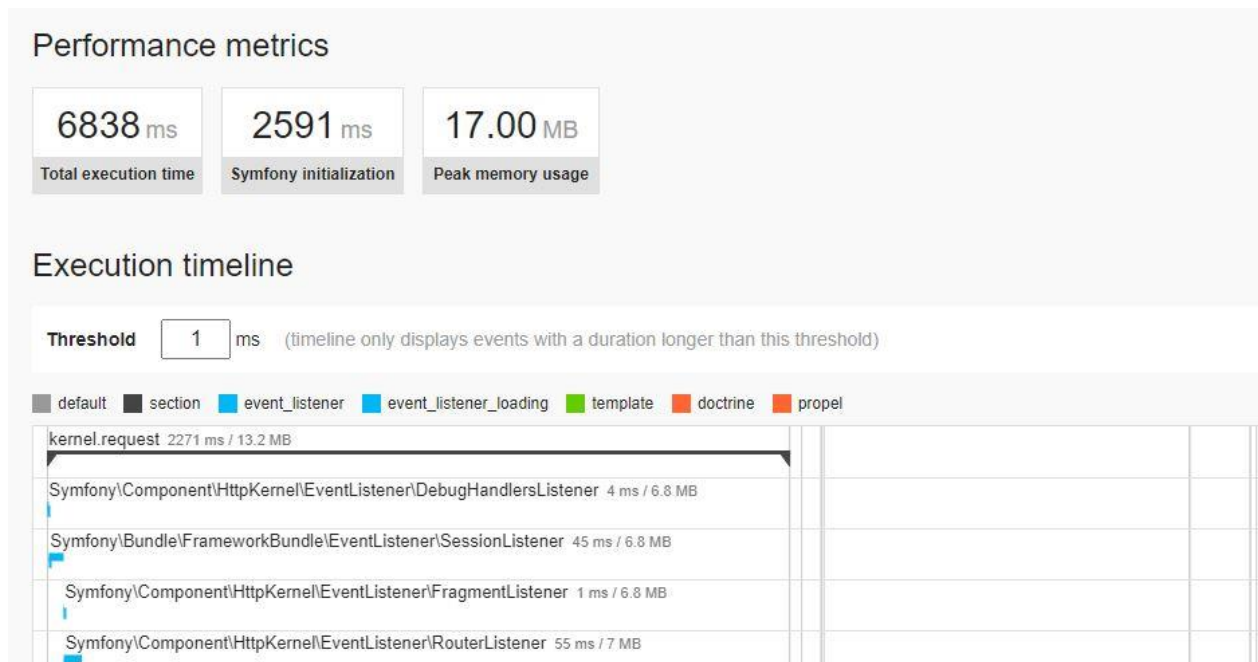 Performance metrics
6838 ms 2591 ms 17.00 MB
Total execution time Symfony initialization Peak memory usage
Execution timeline
Threshold 1 ms (timeline only displays events with a duration longer than this threshold)
default section event_listener event_listener_loading template doctrine propel
kernel.request 2271 ms / 13.2 MB
Symfony\Component\HttpKernel\EventListener\DebugHandlersListener 4 ms / 6.8 MB
Symfony\Bundle\FrameworkBundle\EventListener\SessionListener 45 ms / 6.8 MB
Symfony\Component\HttpKernel\EventListener\FragmentListener 1 ms / 6.8 MB
Symfony\Component\HttpKernel\EventListener\RouterListener 55 ms / 7 MB